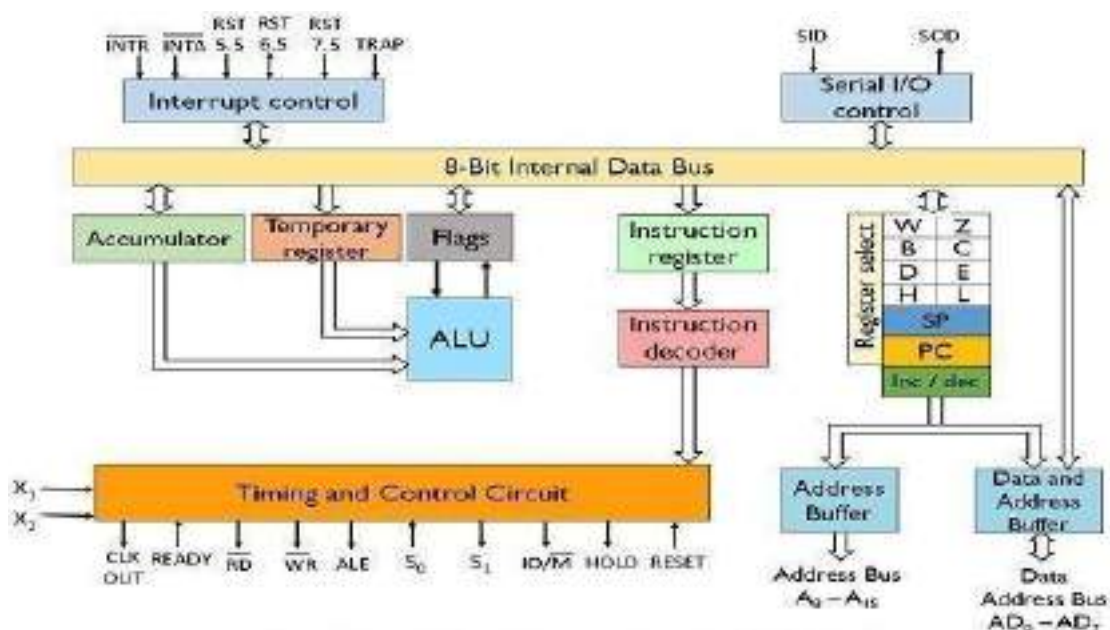 RST RST RST
INTR INTA 5.5 6.5 7.5 TRAP
SID SOD
Interrupt control
Serial I/O
control
8-Bit Internal Data Bus
Accumulator
Temporary
register
Flags
Instruction
register
Register select
W Z
B C
D E
H L
SP
PC
Inc / dec
ALU
Instruction
decoder
X₁
X₂
Timing and Control Circuit
Address
Buffer
Data and
Address
Buffer
CLK
OUT
READY RD WR ALE S₀ S₁ IO/M HOLD RESET
Address Bus
A₈ – A₁₅
Data
Address Bus
AD₀ – AD₇